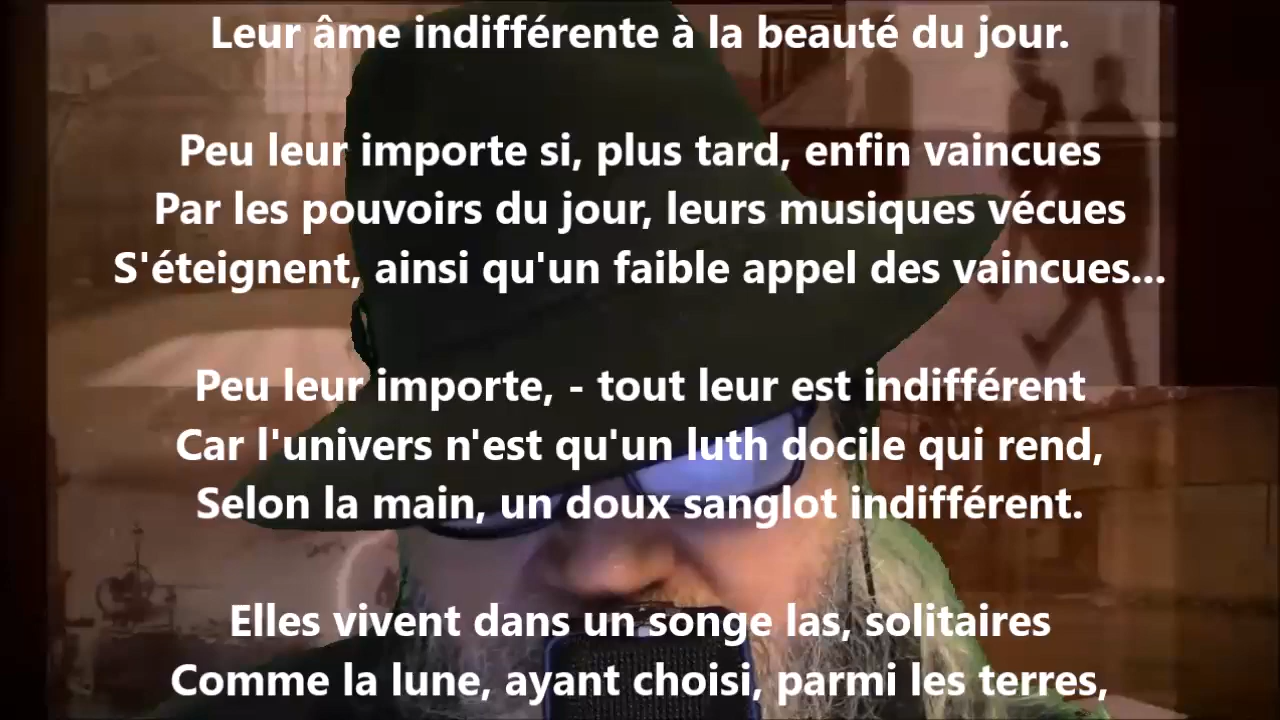 Leur âme indifférente à la beauté du jour.
Peu leur importe si, plus tard, enfin vaincues
Par les pouvoirs du jour, leurs musiques vécues
S'éteignent, ainsi qu'un faible appel des vaincues...
Peu leur importe, - tout leur est indifférent
Car l'univers n'est qu'un luth docile qui rend,
Selon la main, un doux sanglot indifférent.
Elles vivent dans un songe las, solitaires
Comme la lune, ayant choisi, parmi les terres,